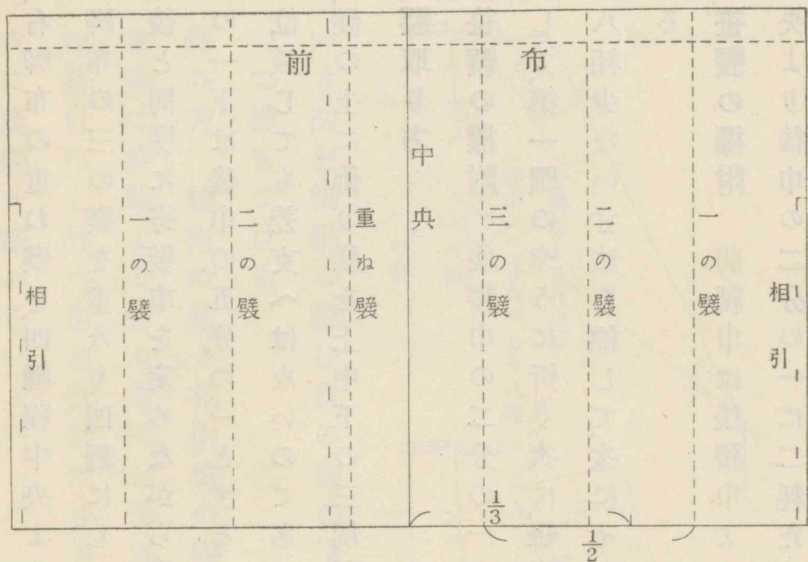 前布
相引
一の襞
二の襞
三の襞
中央
重ね襞
二の襞
一の襞
相引
1/3
1/2